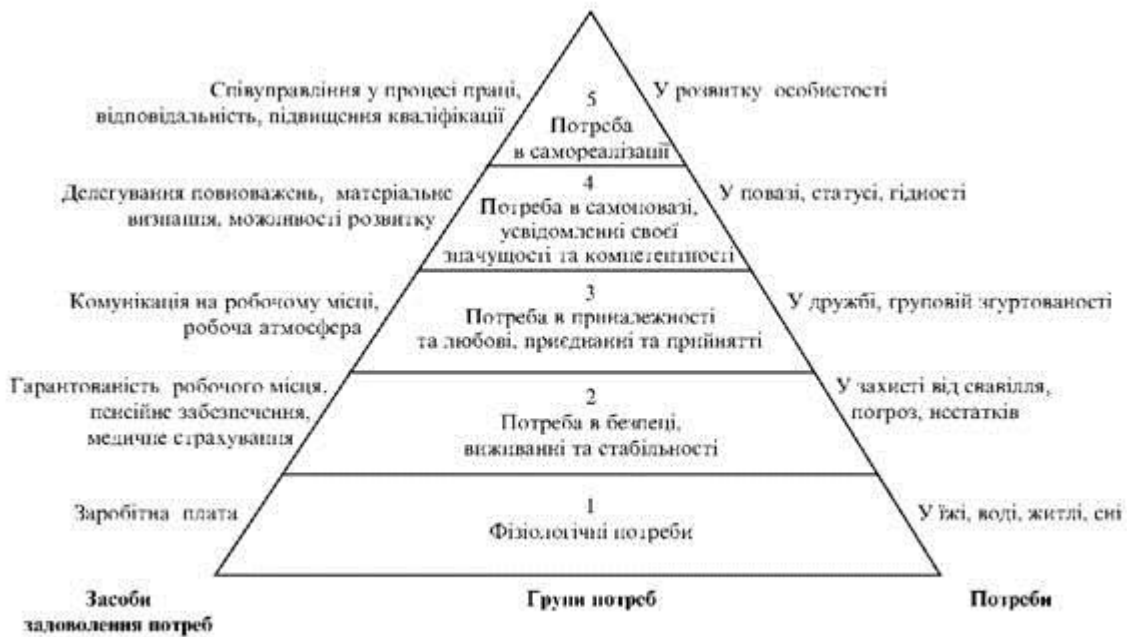 Співуправління у процесі праці,
відповідальність, підвищення кваліфікації
5
Потреба
в самореалізації
У розвитку особистості
Делегування повноважень, матеріальне
визнання, можливості розвитку
4
Потреба в самоповазі,
усвідомленні своєї
значущості та компетентності
У повазі, статусі, гідності
Комунікація на робочому місці,
робоча атмосфера
3
Потреба в приналежності
та любові, приєднанні та прийнятті
У дружбі, груповій згуртованості
Гарантованість робочого місця,
пенсійне забезпечення,
медичне страхування
2
Потреба в безпеці,
виживанні та стабільності
У захисті від свавілля,
погроз, нестатків
Заробітна плата
1
Фізіологічні потреби
У їжі, воді, житлі, сні
Засоби
задоволення потреб
Групи потреб
Потреби